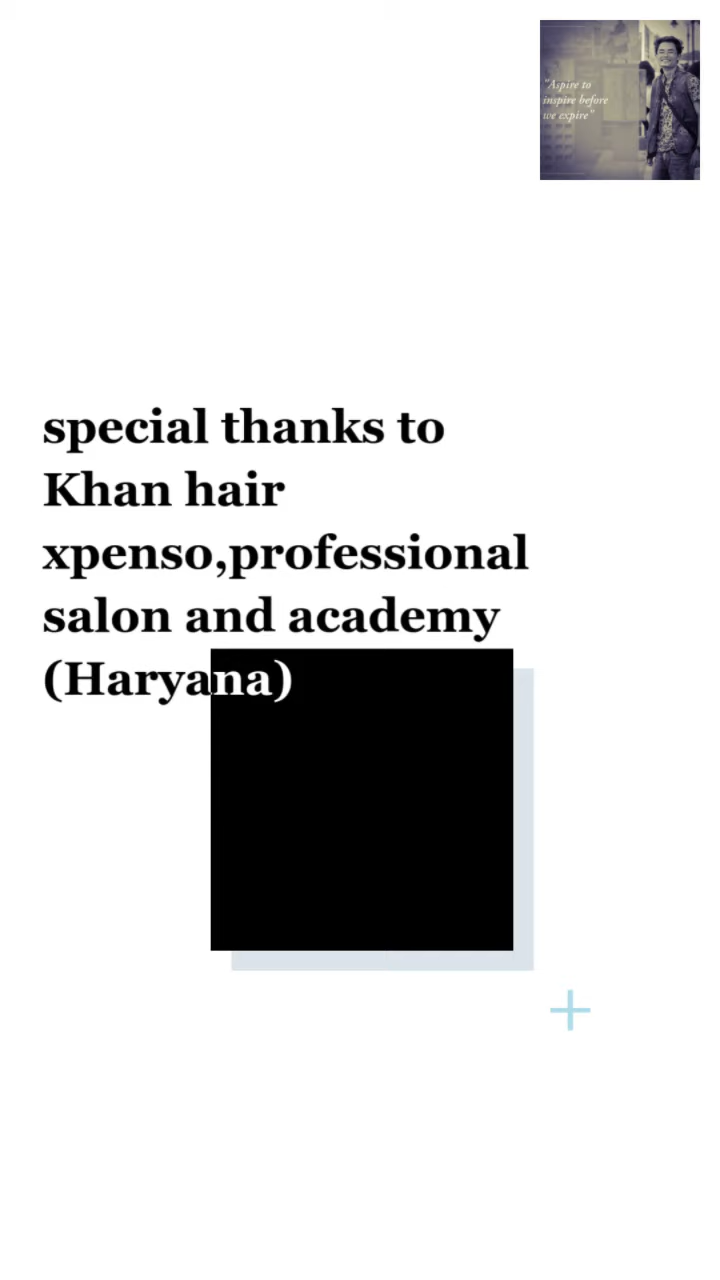 "Aspire to
inspire before
we expire"
special thanks to
Khan hair
xpenso,professional
salon and academy
(Haryana)